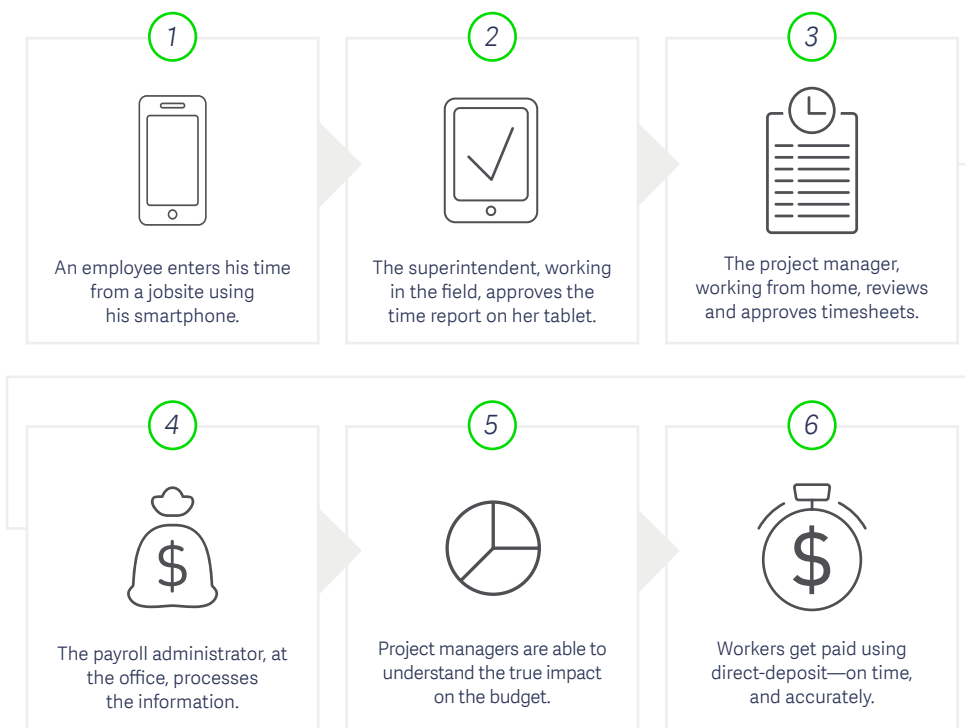 1
An employee enters his time
from a jobsite using
his smartphone.
2
The superintendent, working
in the field, approves the
time report on her tablet.
3
The project manager,
working from home, reviews
and approves timesheets.
4
$
The payroll administrator, at
the office, processes
the information.
5
Project managers are able to
understand the true impact
on the budget.
6
$
Workers get paid using
direct-deposit—on time,
and accurately.